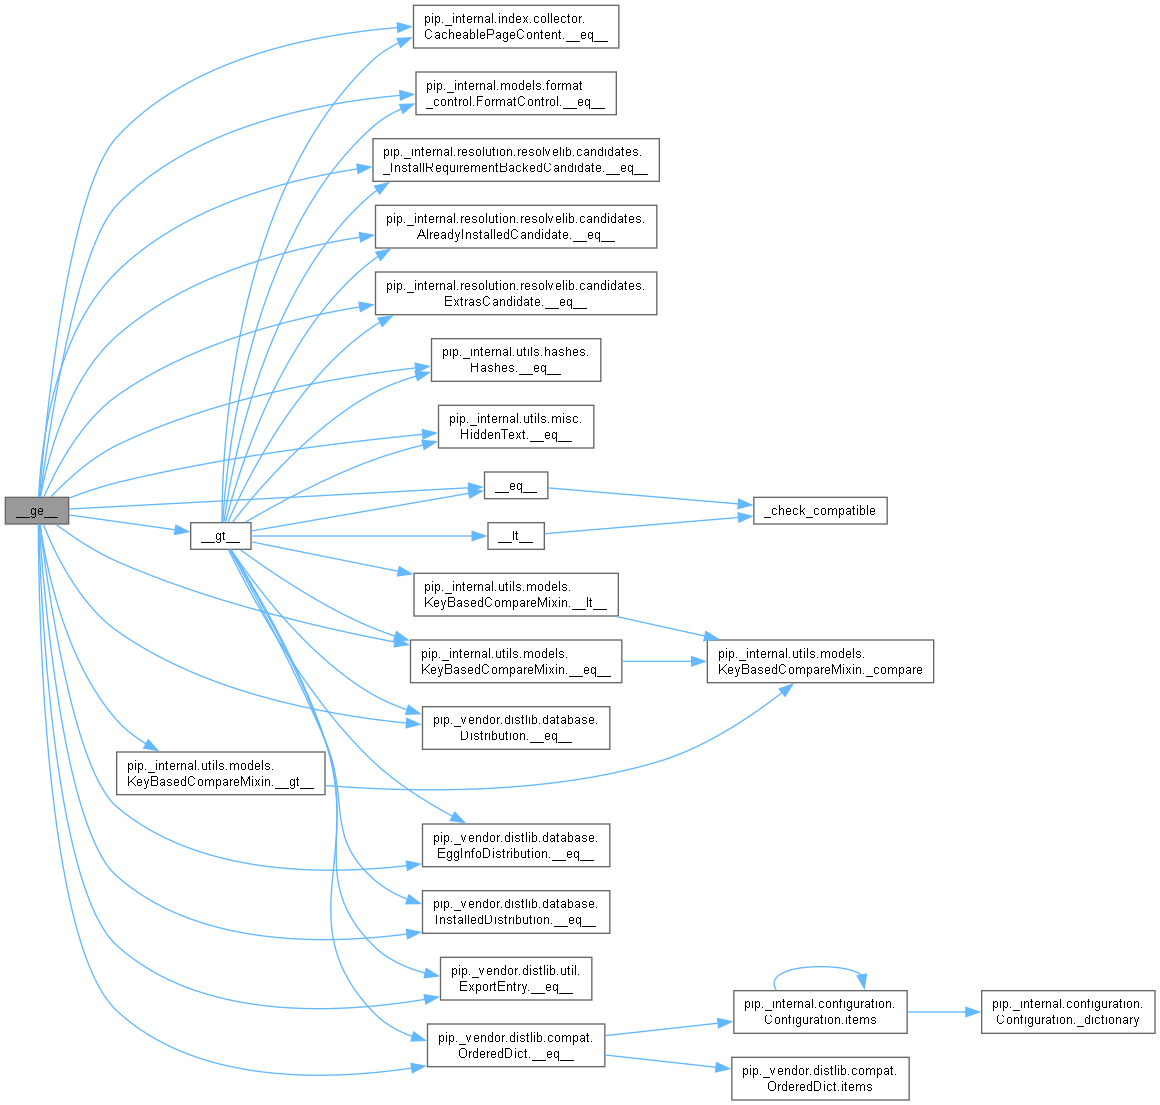 pip._internal.index.collector.
CacheablePageContent.__eq__
pip._internal.models.format
_control.FormatControl.__eq__
pip._internal.resolution.resolvelib.candidates.
_InstallRequirementBackedCandidate.__eq__
pip._internal.resolution.resolvelib.candidates.
AlreadyInstalledCandidate.__eq__
pip._internal.resolution.resolvelib.candidates.
ExtrasCandidate.__eq__
pip._internal.utils.hashes.
Hashes.__eq__
pip._internal.utils.misc.
HiddenText.__eq__
__eq__
__ge__
_check_compatible
__gt__
__lt__
pip._internal.utils.models.
KeyBasedCompareMixin.__lt__
pip._internal.utils.models.
KeyBasedCompareMixin.__eq__
pip._internal.utils.models.
KeyBasedCompareMixin._compare
pip._vendor.distlib.database.
Distribution.__eq__
pip._internal.utils.models.
KeyBasedCompareMixin.__gt__
pip._vendor.distlib.database.
EggInfoDistribution.__eq__
pip._vendor.distlib.database.
InstalledDistribution.__eq__
pip._vendor.distlib.util.
ExportEntry.__eq__
pip._vendor.distlib.compat.
OrderedDict.__eq__
pip._internal.configuration.
Configuration.items
pip._internal.configuration.
Configuration._dictionary
pip._vendor.distlib.compat.
OrderedDict.items